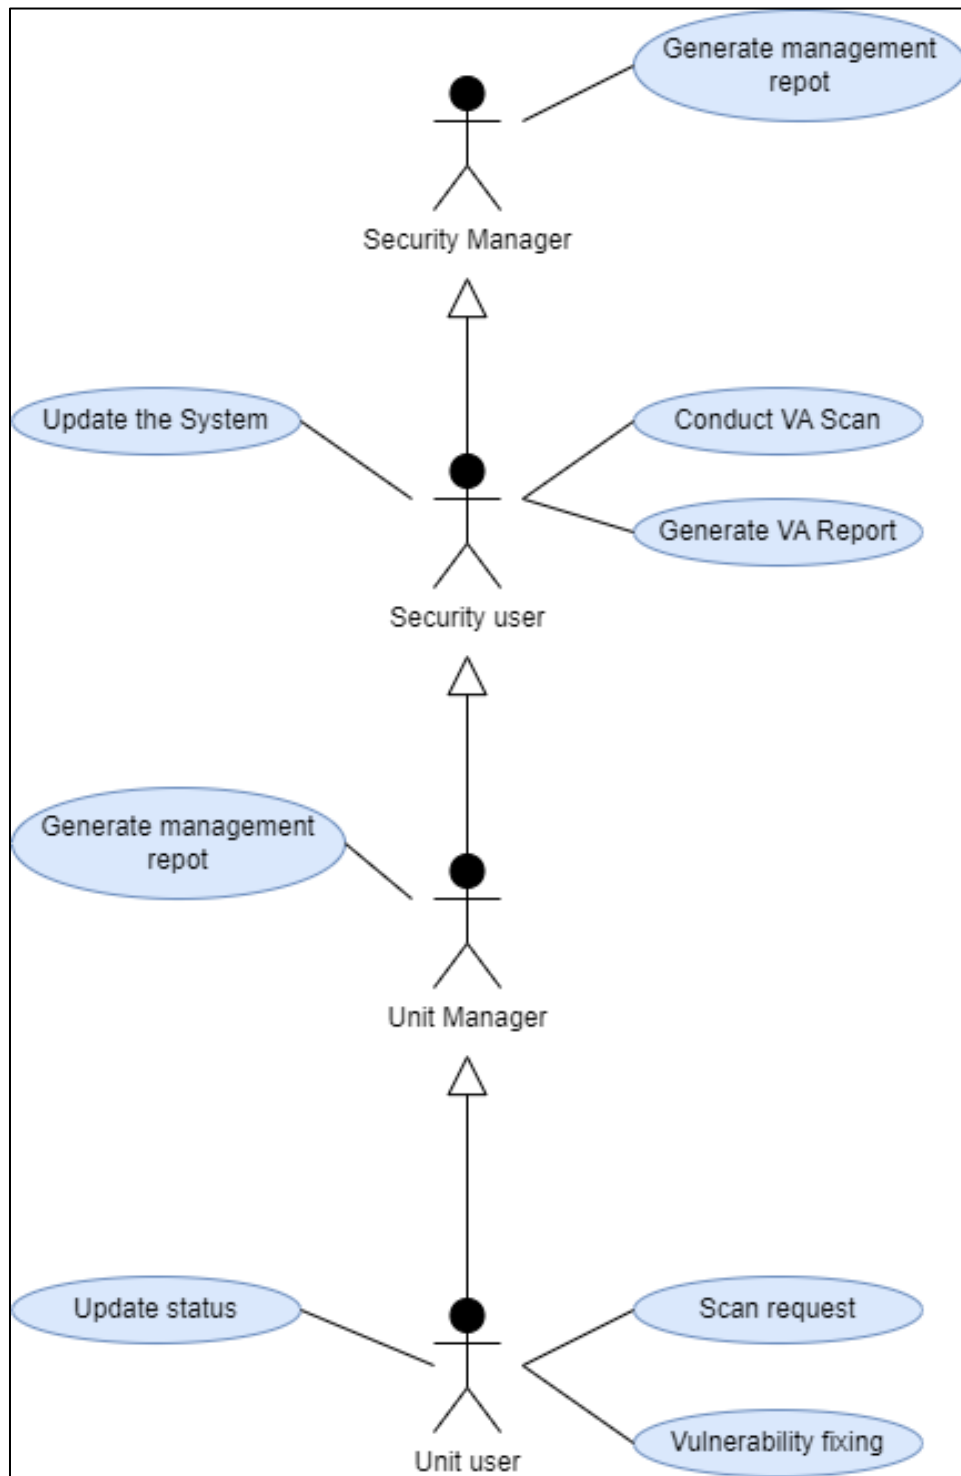 Generate management
repot
Security Manager
Update the System
Conduct VA Scan
Generate VA Report
Security user
Generate management
repot
Unit Manager
Update status
Scan request
Vulnerability fixing
Unit user